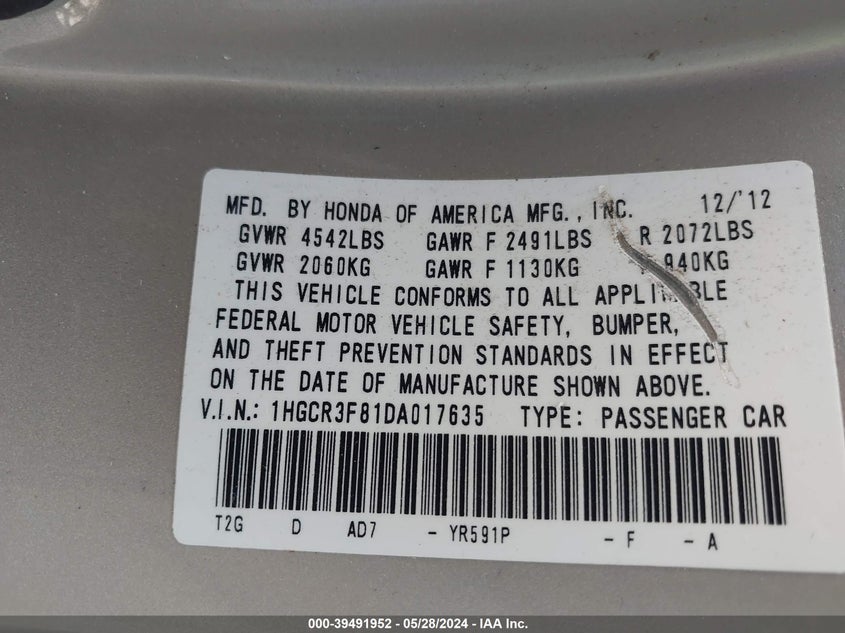 MFD. BY HONDA OF AMERICA MFG., INC. 12/'12
GVWR 4542LBS GAWR F 2491LBS R 2072LBS
GVWR 2060KG GAWR F 1130KG 940KG
THIS VEHICLE CONFORMS TO ALL APPLICABLE
FEDERAL MOTOR VEHICLE SAFETY, BUMPER,
AND THEFT PREVENTION STANDARDS IN EFFECT
ON THE DATE OF MANUFACTURE SHOWN ABOVE.
V.I.N.: 1HGCR3F81DA017635 TYPE: PASSENGER CAR
T2G D AD7 - YR591P - F - A
000-39491952 - 05/28/2024 - IAA Inc.